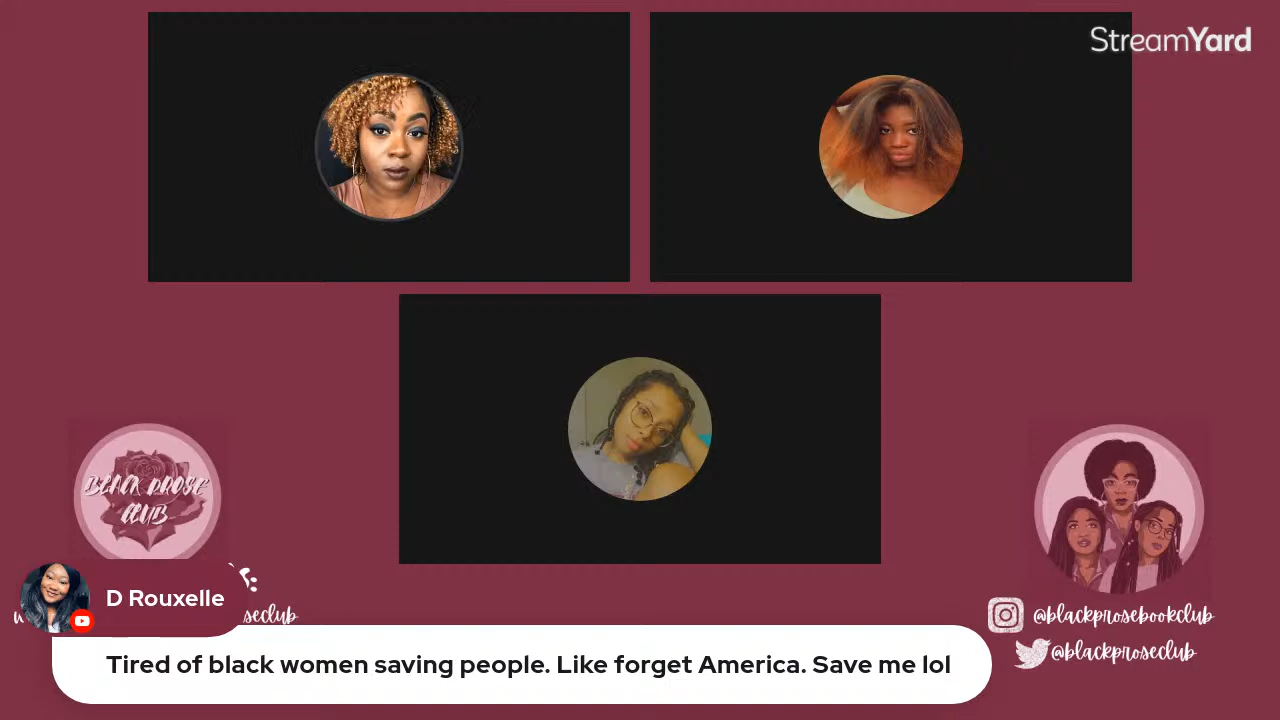 StreamYard
BLACK PROSE
CLUB
D Rouxelle
Tired of black women saving people. Like forget America. Save me lol
@blackprosebookclub
@blackproseclub